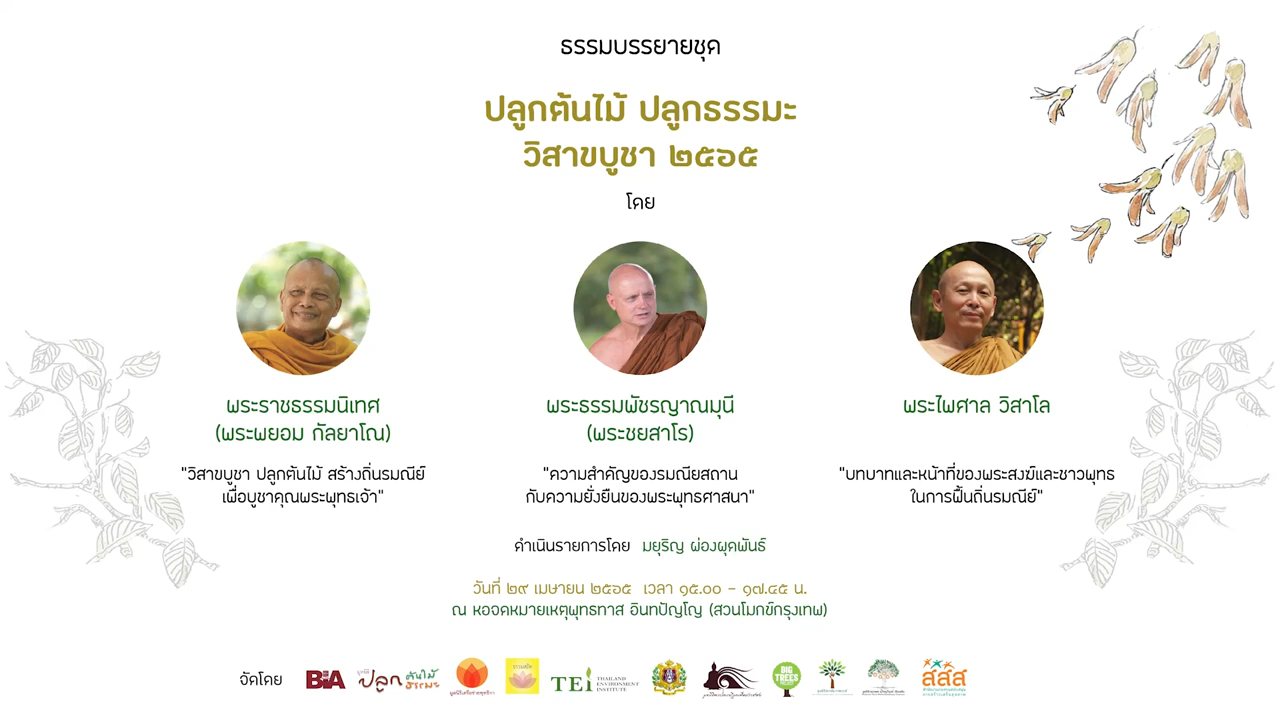 ธรรมบรรยายชุด
ปลูกต้นไม้ ปลูกธรรมะ
วิสาขบูชา ๒๕๖๕
โดย
พระราชธรรมนิเทศ
(พระพยอม กัลยาโณ)
"วิสาขบูชา ปลูกต้นไม้ สร้างถิ่นรมณีย์
เพื่อบูชาคุณพระพุทธเจ้า"
พระธรรมพัชรญาณมุนี
(พระชยสาโร)
"ความสำคัญของรมณียสถาน
กับความยั่งยืนของพระพุทธศาสนา"
พระไพศาล วิสาโล
"บทบาทและหน้าที่ของพระสงฆ์และชาวพุทธ
ในการฟื้นถิ่นรมณีย์"
ดำเนินรายการโดย มยุริญ ผ่องผุดพันธ์
วันที่ ๒๙ เมษายน ๒๕๖๕ เวลา ๑๕.๐๐ - ๑๗.๔๕ น.
ณ หอจดหมายเหตุพุทธทาส อินทปัญโญ (สวนโมกข์กรุงเทพ)
จัดโดย
BIA
มูลนิธิ
ปลูกต้นไม้
ธรรมะ
TEI
THAILAND
ENVIRONMENT
INSTITUTE
BIG
TREES
สสส